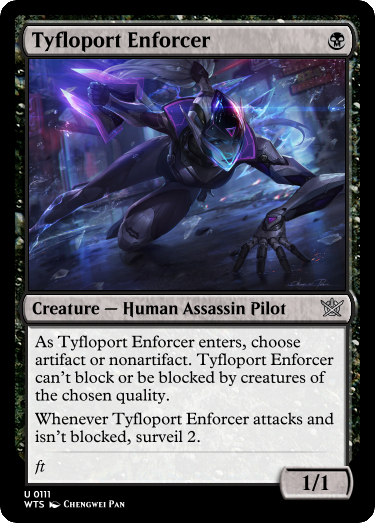 Tyfloport Enforcer
Creature — Human Assassin Pilot
As Tyfloport Enforcer enters, choose
artifact or nonartifact. Tyfloport Enforcer
can't block or be blocked by creatures of
the chosen quality.
Whenever Tyfloport Enforcer attacks and
isn't blocked, surveil 2.
ft
1/1
U 0111
WTS Chengwei Pan